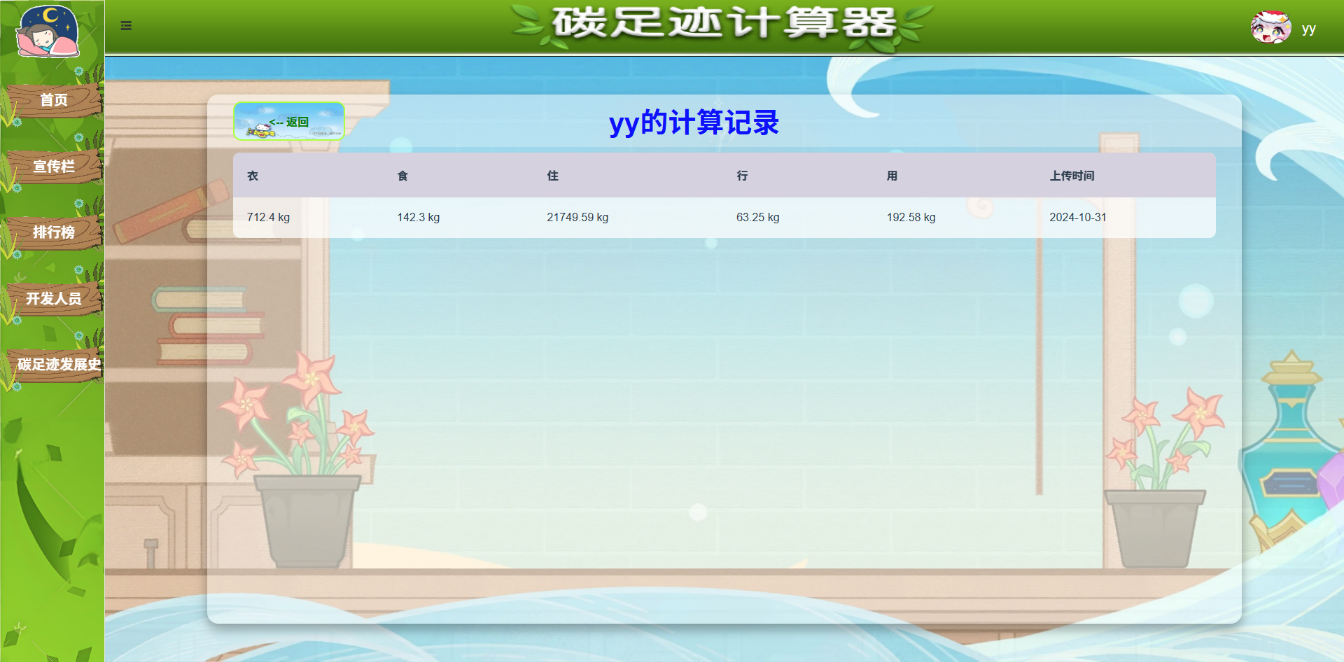 碳足迹计算器
yy
首页
宣传栏
排行榜
开发人员
碳足迹发展史
<-- 返回
yy的计算记录
衣 食 住 行 用 上传时间
712.4 kg 142.3 kg 21749.59 kg 63.25 kg 192.58 kg 2024-10-31